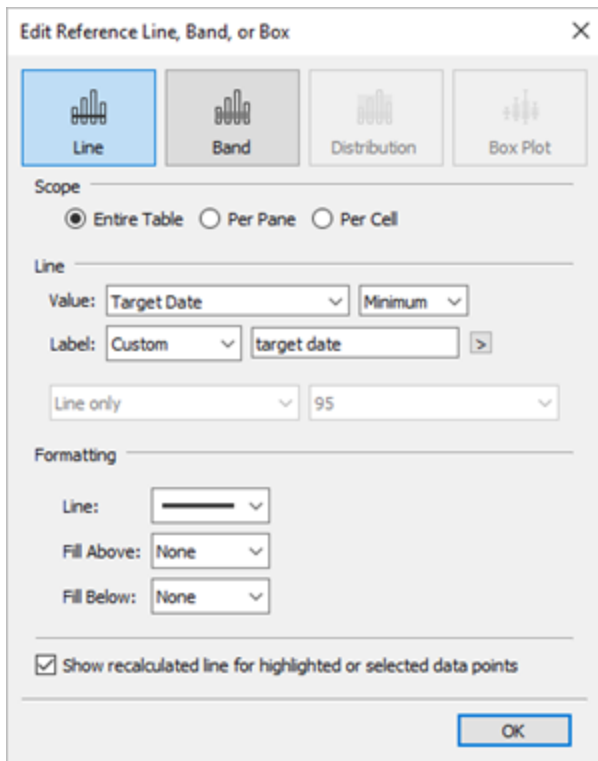 Edit Reference Line, Band, or Box
Line Band Distribution Box Plot
Scope
Entire Table Per Pane Per Cell
Line
Value: Target Date Minimum
Label: Custom target date >
Line only 95
Formatting
Line:
Fill Above: None
Fill Below: None
Show recalculated line for highlighted or selected data points
OK